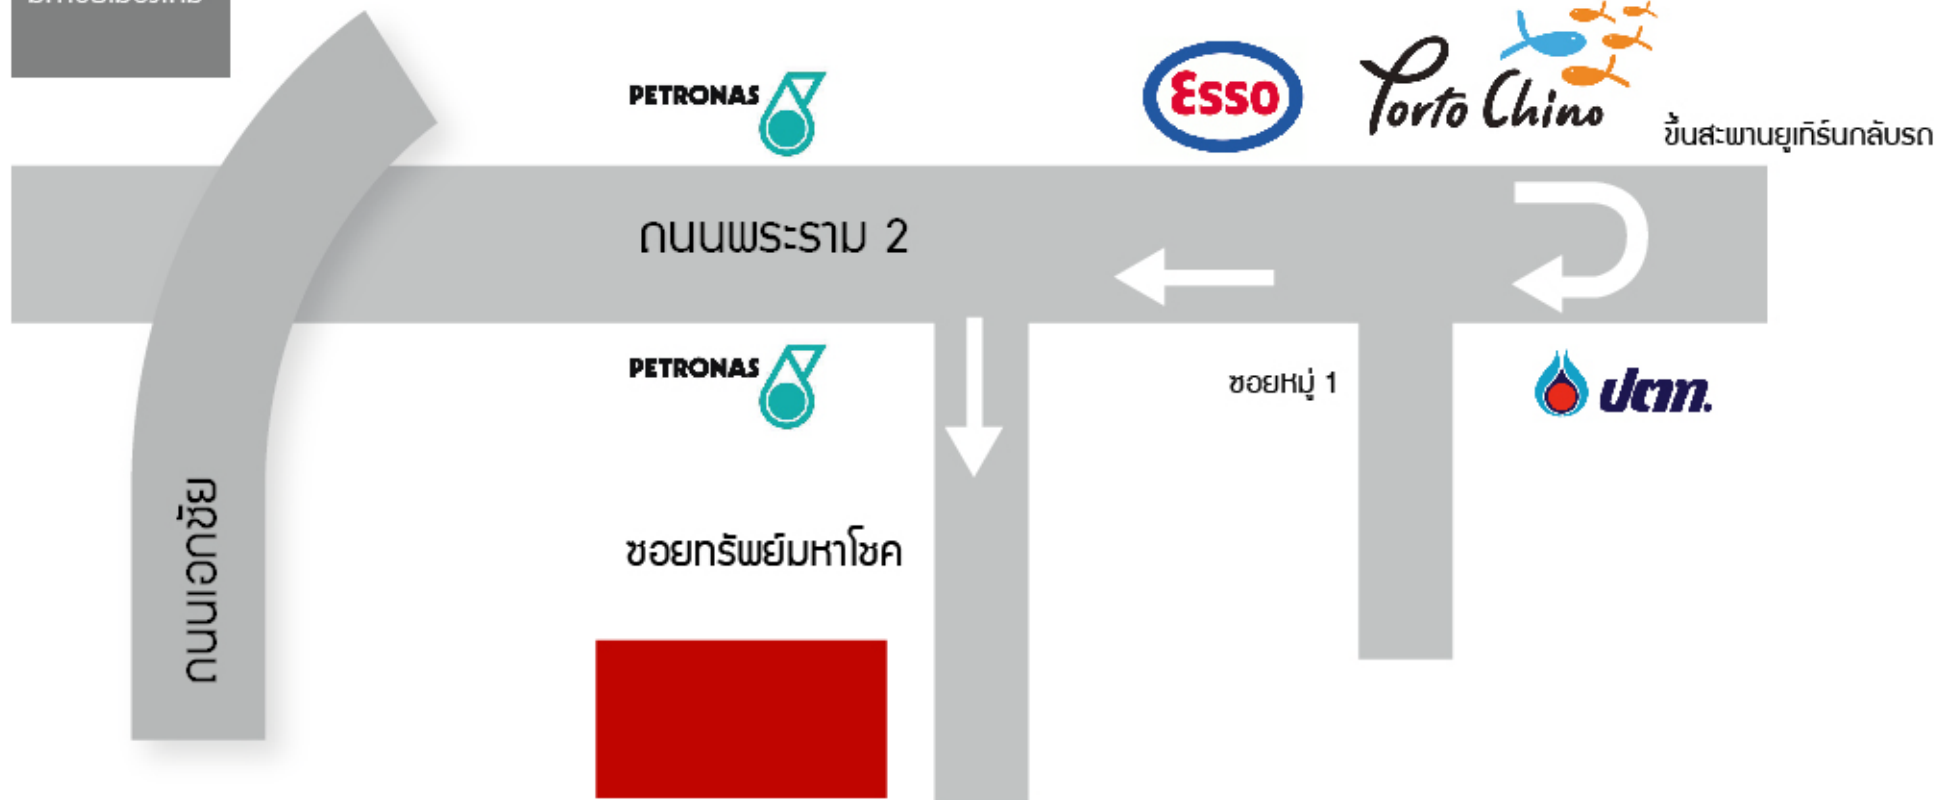 PETRONAS
Esso
Porto Chino
ขึ้นสะพานยูเทิร์นกลับรถ
ถนนพระราม 2
PETRONAS
ซอยหมู่ 1
ปตท.
ซอยทรัพย์มหาโชค
ถนนเอกชัย